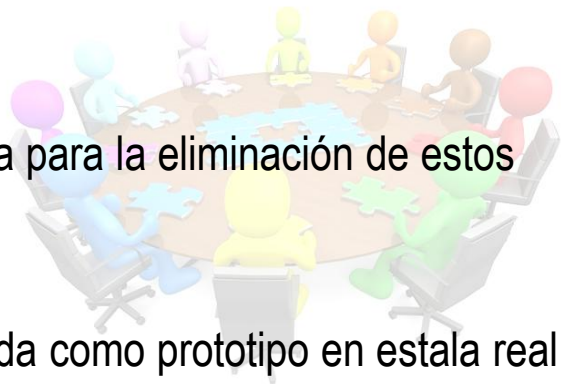 a para la eliminación de estos
da como prototipo en estala real